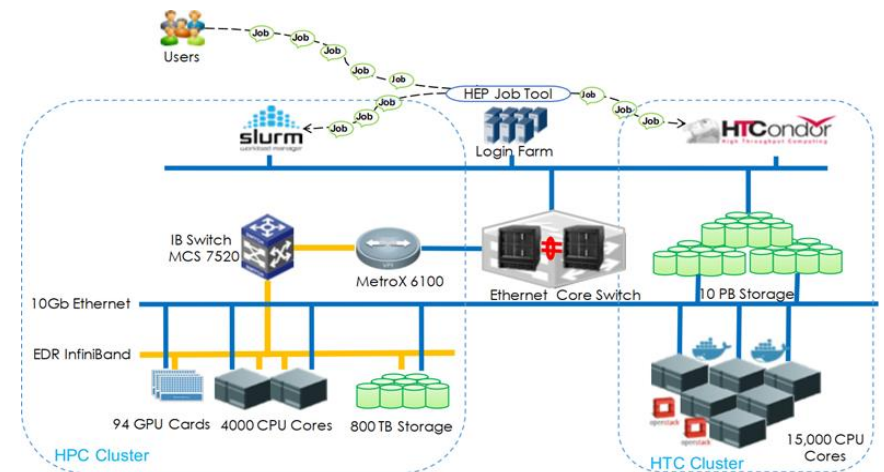 Users
Job
Job
Job
Job
Job
HEP Job Tool
Job
Job
Job
Job
Job
Job
slurm
workload manager
Login Farm
HTCondor
High Throughput Computing
IB Switch
MCS 7520
MetroX 6100
Ethernet Core Switch
10 PB Storage
10Gb Ethernet
EDR InfiniBand
94 GPU Cards
4000 CPU Cores
800 TB Storage
openstack
openstack
15,000 CPU
Cores
HPC Cluster
HTC Cluster